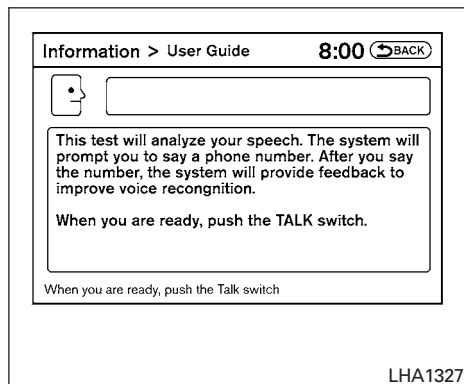 Information > User Guide 8:00 BACK
This test will analyze your speech. The system will
prompt you to say a phone number. After you say
the number, the system will provide feedback to
improve voice recongnition.
When you are ready, push the TALK switch.
When you are ready, push the Talk switch
LHA1327